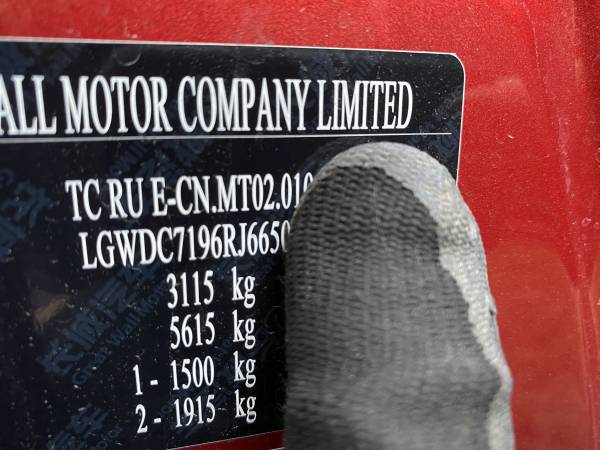 ALL MOTOR COMPANY LIMITED
TC RU E-CN.MT02.010
LGWDC7196RJ6650
3115 kg
5615 kg
1 - 1500 kg
2 - 1915 kg